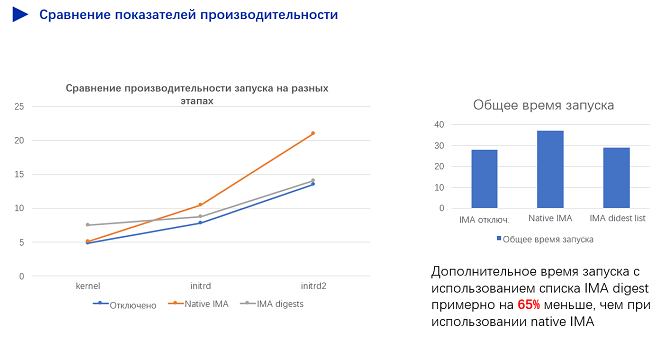 Сравнение показателей производительности
Сравнение производительности запуска на разных
этапах
25
20
15
10
5
0
kernel initrd initrd2
Отключено Native IMA IMA digests
Общее время запуска
40
30
20
10
0
IMA отключ. Native IMA IMA didest list
Общее время запуска
Дополнительное время запуска с
использованием списка IMA digest
примерно на 65% меньше, чем при
использовании native IMA